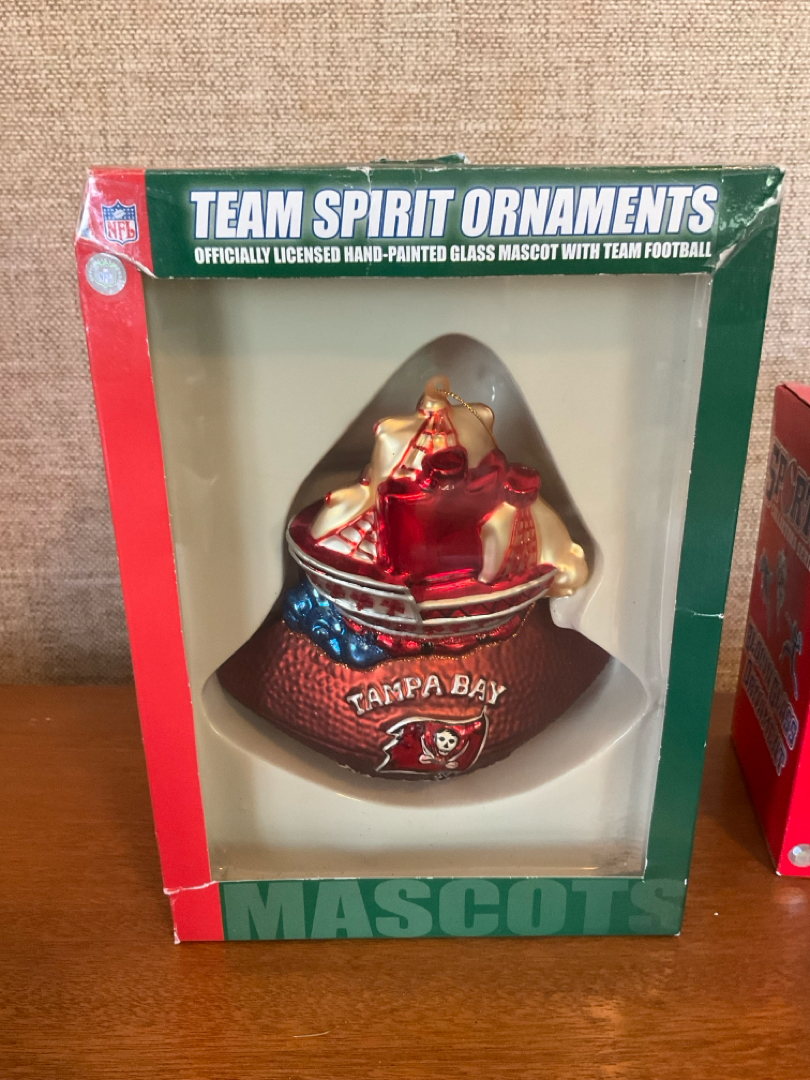 NFL
TEAM SPIRIT ORNAMENTS
OFFICIALLY LICENSED HAND-PAINTED GLASS MASCOT WITH TEAM FOOTBALL
TAMPA BAY
MASCOTS